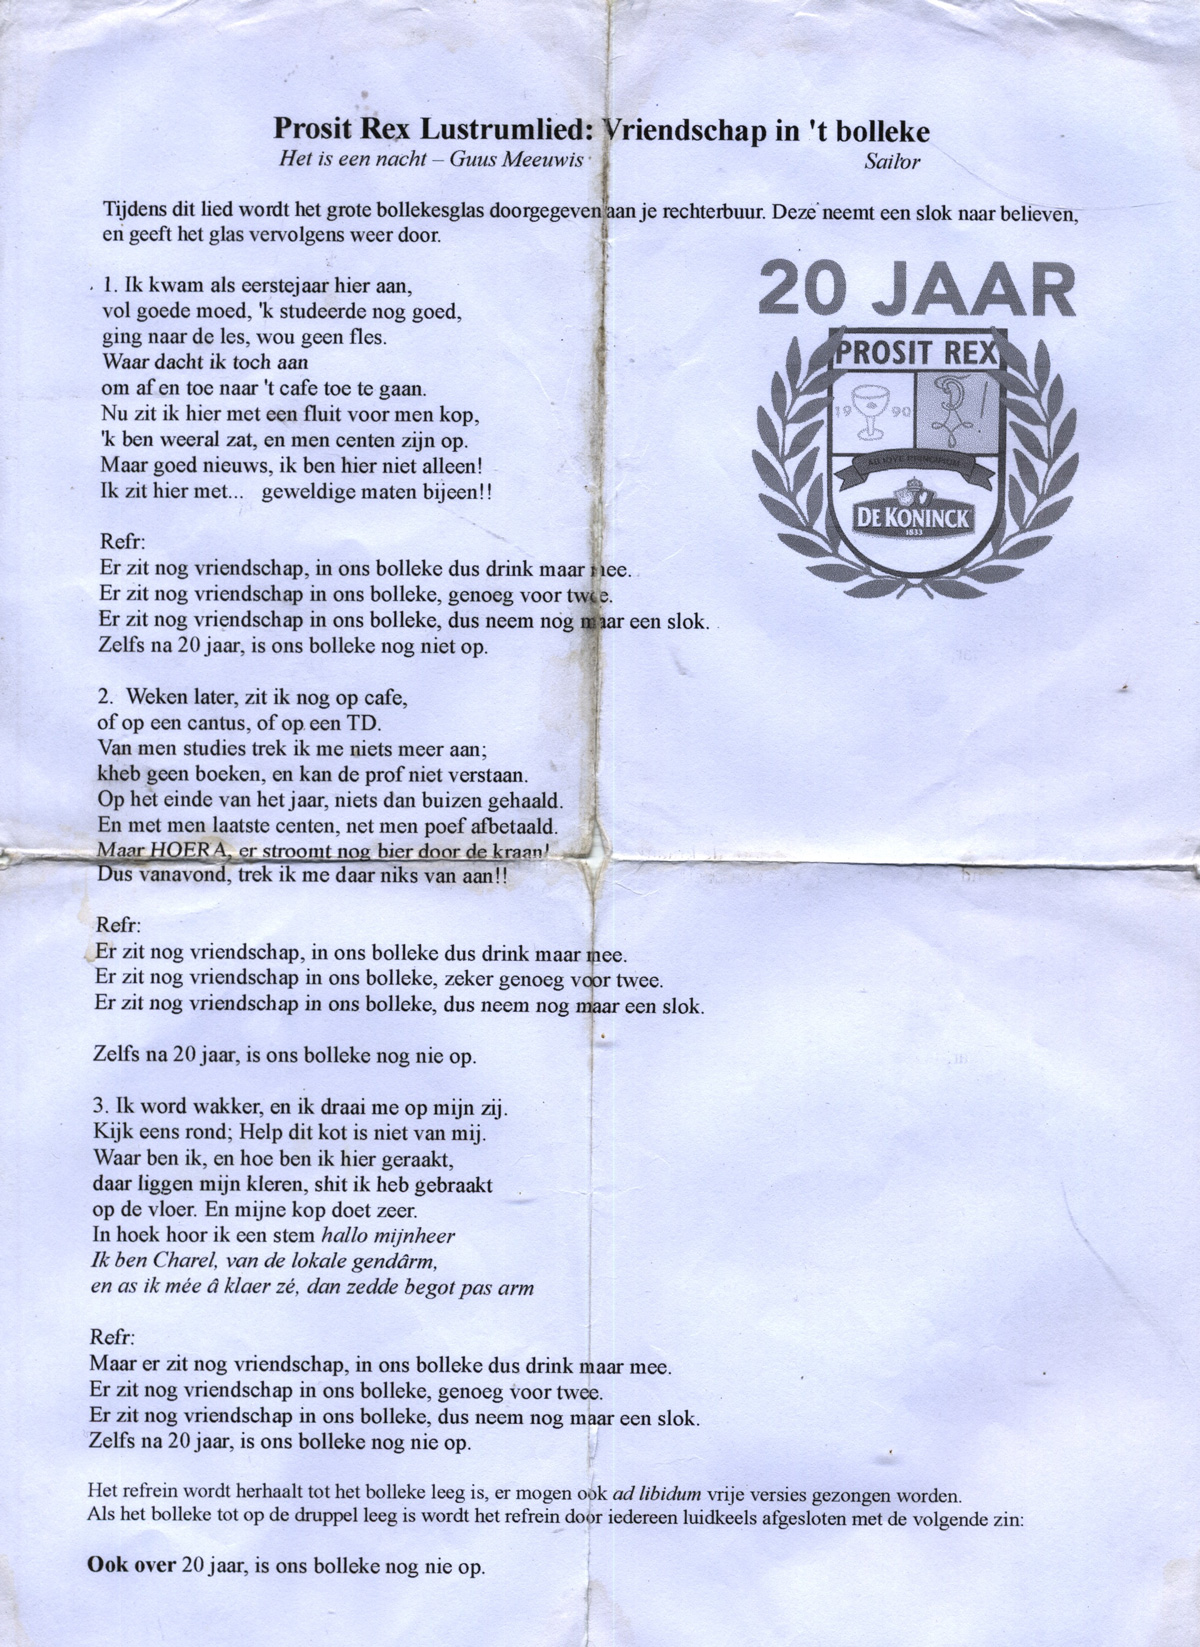 Prosit Rex Lustrumlied: Vriendschap in 't bolleke
Het is een nacht – Guus Meeuwis Sailor
Tijdens dit lied wordt het grote bollekesglas doorgegeven aan je rechterbuur. Deze neemt een slok naar believen,
en geeft het glas vervolgens weer door.
20 JAAR
PROSIT REX
19 90
AB JOVE PRINCIPIUM
DE KONINCK
1833
1. Ik kwam als eerstejaar hier aan,
vol goede moed, 'k studeerde nog goed,
ging naar de les, wou geen fles.
Waar dacht ik toch aan
om af en toe naar 't cafe toe te gaan.
Nu zit ik hier met een fluit voor men kop,
'k ben weeral zat, en men centen zijn op.
Maar goed nieuws, ik ben hier niet alleen!
Ik zit hier met... geweldige maten bijeen!!
Refr:
Er zit nog vriendschap, in ons bolleke dus drink maar mee.
Er zit nog vriendschap in ons bolleke, genoeg voor twee.
Er zit nog vriendschap in ons bolleke, dus neem nog maar een slok.
Zelfs na 20 jaar, is ons bolleke nog niet op.
2. Weken later, zit ik nog op cafe,
of op een cantus, of op een TD.
Van men studies trek ik me niets meer aan;
kheb geen boeken, en kan de prof niet verstaan.
Op het einde van het jaar, niets dan buizen gehaald.
En met men laatste centen, net men poef afbetaald.
Maar HOERA, er stroomt nog bier door de kraan!
Dus vanavond, trek ik me daar niks van aan!!
Refr:
Er zit nog vriendschap, in ons bolleke dus drink maar mee.
Er zit nog vriendschap in ons bolleke, zeker genoeg voor twee.
Er zit nog vriendschap in ons bolleke, dus neem nog maar een slok.
Zelfs na 20 jaar, is ons bolleke nog nie op.
3. Ik word wakker, en ik draai me op mijn zij.
Kijk eens rond; Help dit kot is niet van mij.
Waar ben ik, en hoe ben ik hier geraakt,
daar liggen mijn kleren, shit ik heb gebraakt
op de vloer. En mijne kop doet zeer.
In hoek hoor ik een stem hallo mijnheer
Ik ben Charel, van de lokale gendârm,
en as ik mée â klaer zé, dan zedde begot pas arm
Refr:
Maar er zit nog vriendschap, in ons bolleke dus drink maar mee.
Er zit nog vriendschap in ons bolleke, genoeg voor twee.
Er zit nog vriendschap in ons bolleke, dus neem nog maar een slok.
Zelfs na 20 jaar, is ons bolleke nog nie op.
Het refrein wordt herhaalt tot het bolleke leeg is, er mogen ook ad libidum vrije versies gezongen worden.
Als het bolleke tot op de druppel leeg is wordt het refrein door iedereen luidkeels afgesloten met de volgende zin:
Ook over 20 jaar, is ons bolleke nog nie op.